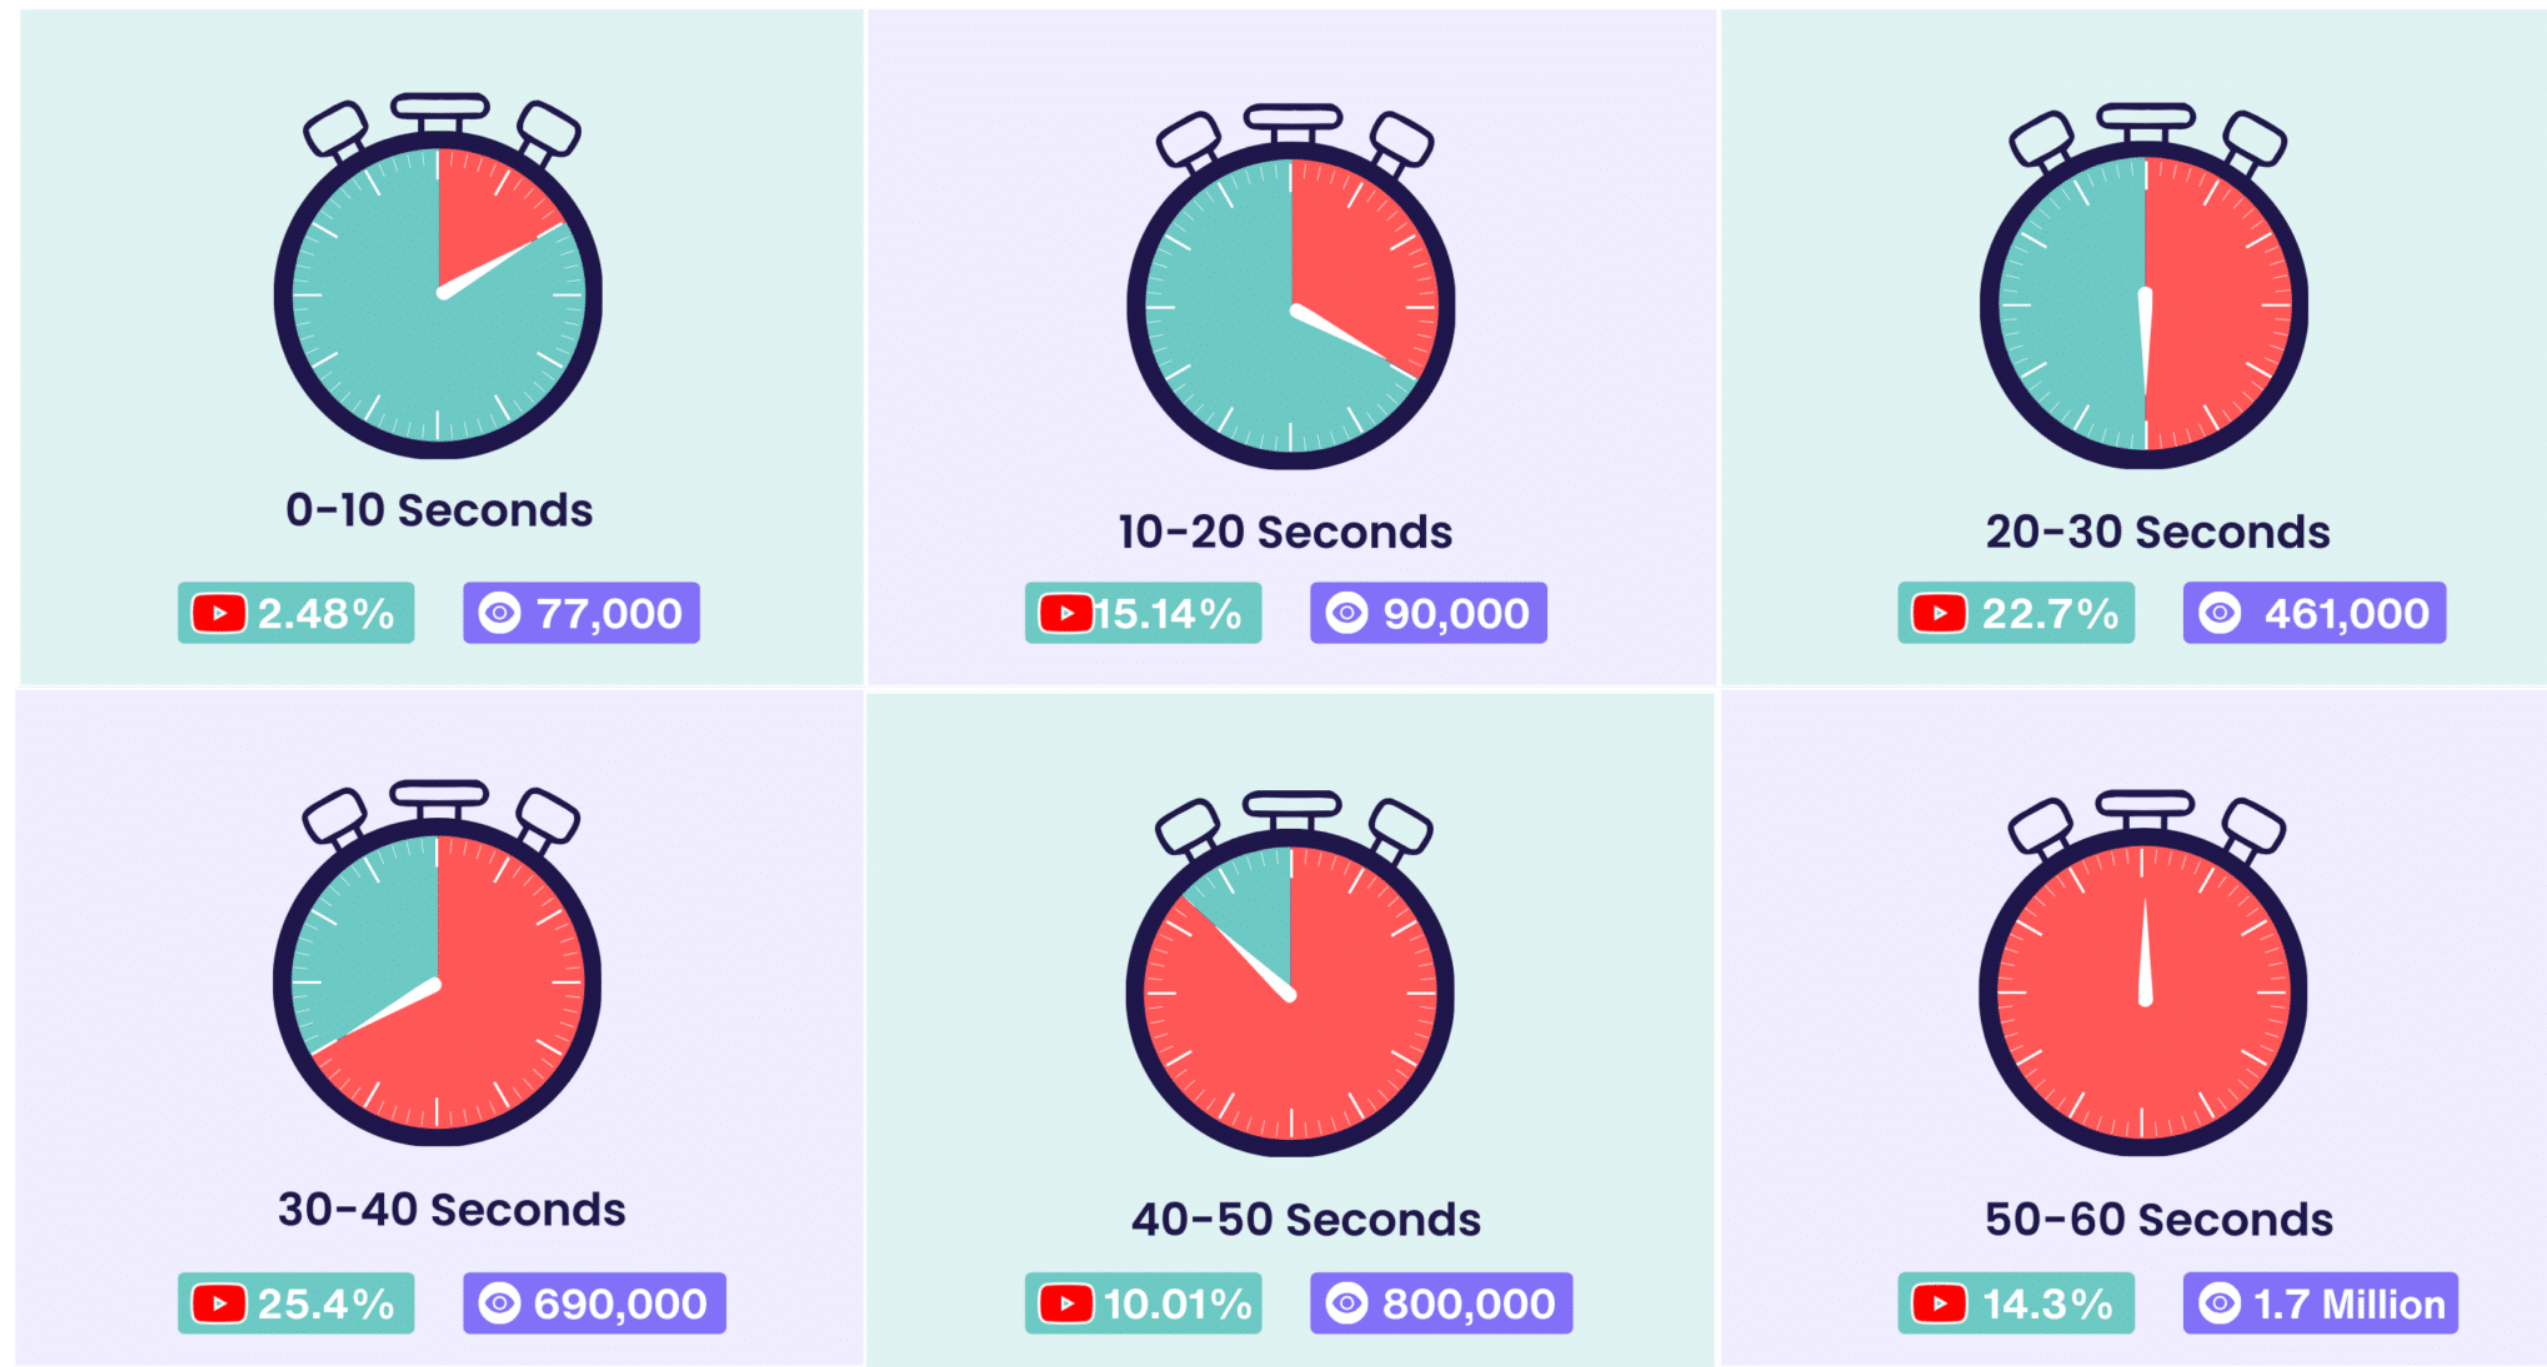 0-10 Seconds
2.48% 77,000
10-20 Seconds
15.14% 90,000
20-30 Seconds
22.7% 461,000
30-40 Seconds
25.4% 690,000
40-50 Seconds
10.01% 800,000
50-60 Seconds
14.3% 1.7 Million